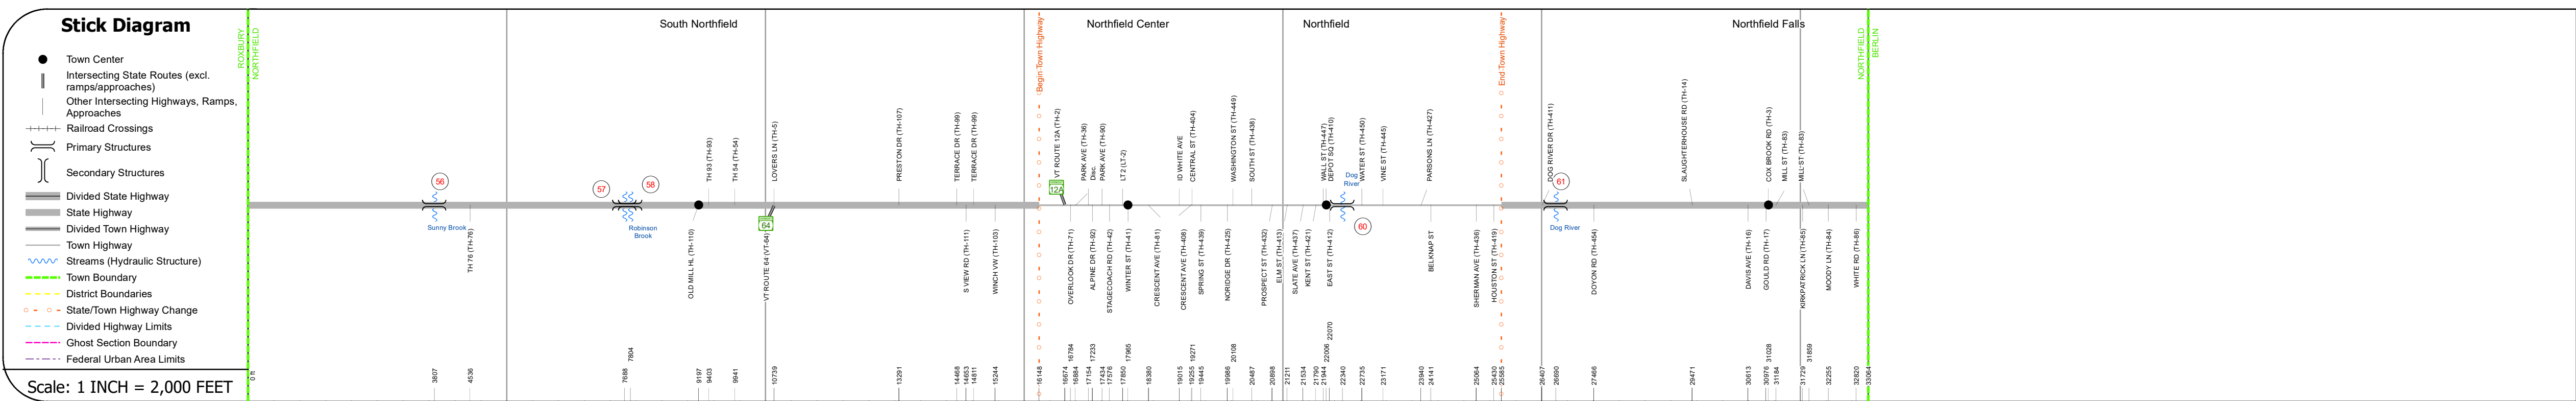 Stick Diagram
Town Center
Intersecting State Routes (excl.
ramps/approaches)
Other Intersecting Highways, Ramps,
Approaches
Railroad Crossings
Primary Structures
Secondary Structures
Divided State Highway
State Highway
Divided Town Highway
Town Highway
Streams (Hydraulic Structure)
Town Boundary
District Boundaries
State/Town Highway Change
Divided Highway Limits
Ghost Section Boundary
Federal Urban Area Limits
Scale: 1 INCH = 2,000 FEET
South Northfield
Northfield Center
Northfield
Northfield Falls
ROXBURY
NORTHFIELD
Begin Town Highway
End Town Highway
NORTHFIELD
BERLIN
TH 93 (TH-93)
TH 54 (TH-54)
LOVERS LN (TH-5)
PRESTON DR (TH-107)
TERRACE DR (TH-99)
TERRACE DR (TH-99)
VT ROUTE 12A (TH-2)
PARK AVE (TH-36)
Disc.
PARK AVE (TH-90)
LT 2 (LT-2)
ID WHITE AVE
CENTRAL ST (TH-404)
WASHINGTON ST (TH-449)
SOUTH ST (TH-438)
WALL ST (TH-447)
DEPOT SQ (TH-410)
WATER ST (TH-450)
VINE ST (TH-445)
PARSONS LN (TH-427)
DOG RIVER DR (TH-411)
SLAUGHTERHOUSE RD (TH-14)
COX BROOK RD (TH-3)
MILL ST (TH-83)
MILL ST (TH-83)
56
57
58
12A
64
Dog
River
60
61
Sunny Brook
Robinson
Brook
Dog River
TH 76 (TH-76)
OLD MILL HL (TH-110)
VT ROUTE 64 (VT-64)
S VIEW RD (TH-111)
WINCH VW (TH-103)
OVERLOOK DR (TH-71)
ALPINE DR (TH-92)
STAGECOACH RD (TH-42)
WINTER ST (TH-41)
CRESCENT AVE (TH-81)
CRESCENT AVE (TH-408)
SPRING ST (TH-439)
NORIDGE DR (TH-425)
PROSPECT ST (TH-432)
ELM ST (TH-413)
SLATE AVE (TH-437)
KENT ST (TH-421)
EAST ST (TH-412)
BELKNAP ST
SHERMAN AVE (TH-436)
HOUSTON ST (TH-419)
DOYON RD (TH-454)
DAVIS AVE (TH-16)
GOULD RD (TH-17)
KIRKPATRICK LN (TH-85)
MOODY LN (TH-84)
WHITE RD (TH-86)
0 ft
3807
4536
7688
7804
9197
9403
9941
10739
13291
14468
14653
14811
15244
16148
16674
16784
16884
17154
17233
17434
17576
17850
17965
18380
19015
19255
19271
19445
19986
20108
20487
20898
21211
21534
21790
21944
22006
22070
22340
22735
23171
23940
24141
25064
25430
25585
26407
26690
27466
29471
30613
30976
31028
31184
31729
31859
32255
32820
33064